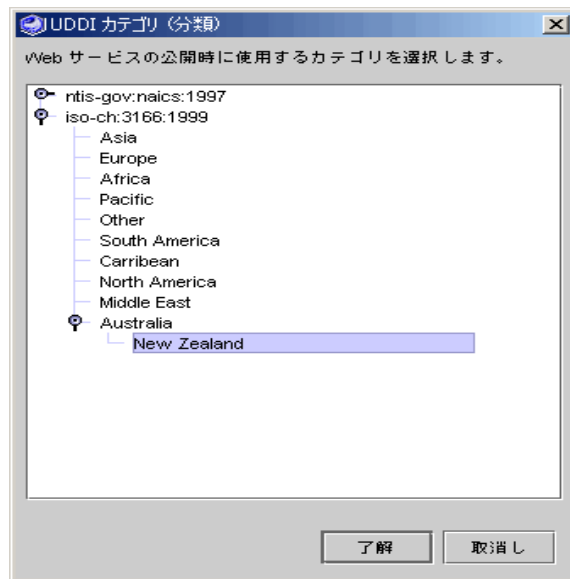 UDDI カテゴリ (分類)
Web サービスの公開時に使用するカテゴリを選択します。
ntis-gov:naics:1997
iso-ch:3166:1999
Asia
Europe
Africa
Pacific
Other
South America
Carribean
North America
Middle East
Australia
New Zealand
了解
取消し